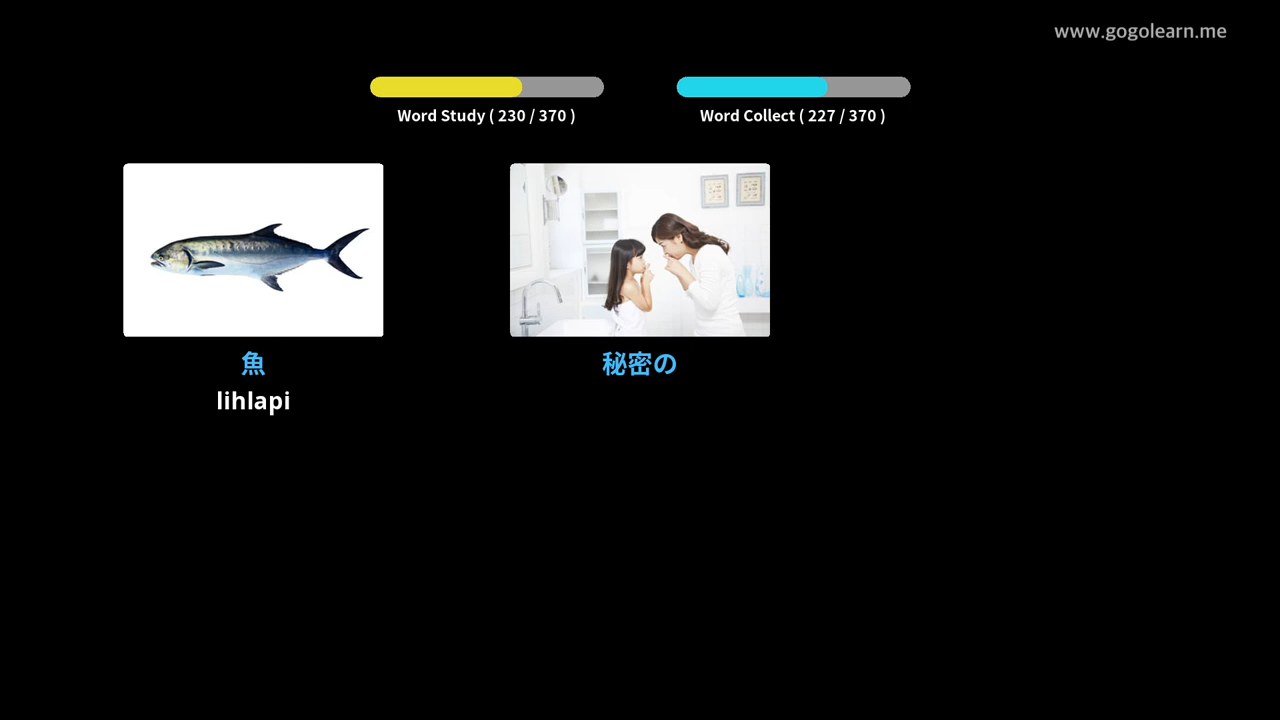 www.gogolearn.me
Word Study ( 230 / 370 )
Word Collect ( 227 / 370 )
魚
秘密の
lihlapi